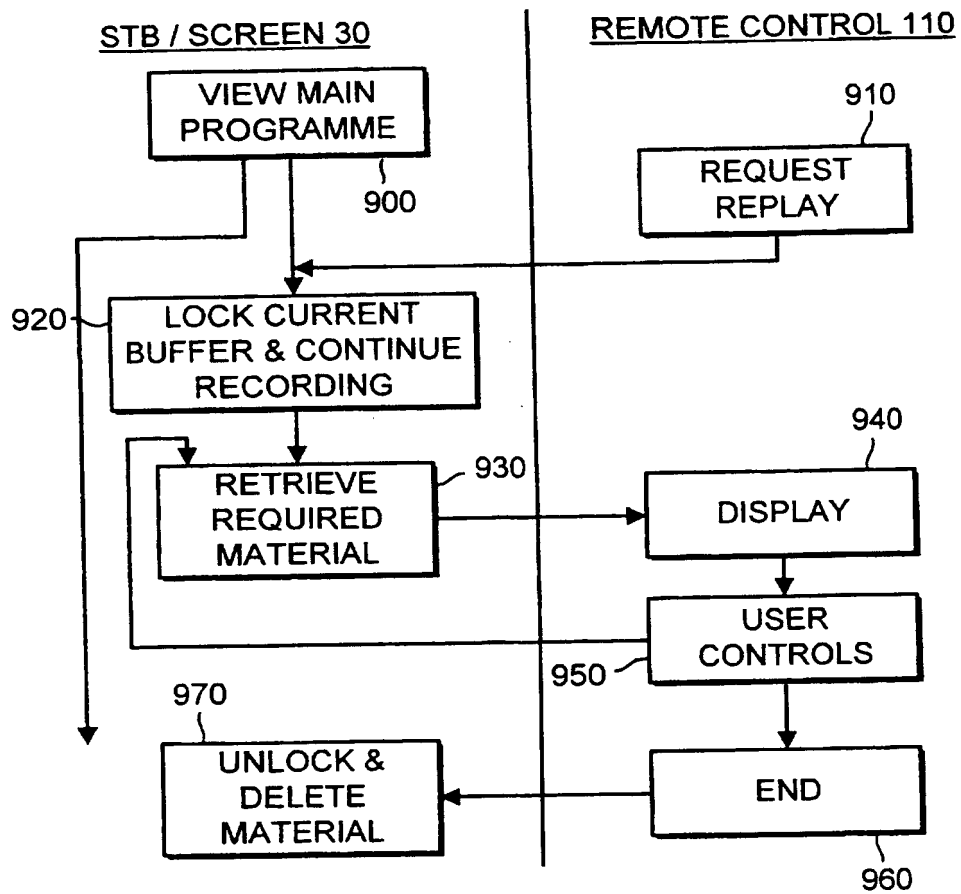 STB / SCREEN 30
REMOTE CONTROL 110
VIEW MAIN
PROGRAMME
900
910
REQUEST
REPLAY
920
LOCK CURRENT
BUFFER & CONTINUE
RECORDING
930
RETRIEVE
REQUIRED
MATERIAL
940
DISPLAY
USER
CONTROLS
950
970
UNLOCK &
DELETE
MATERIAL
END
960